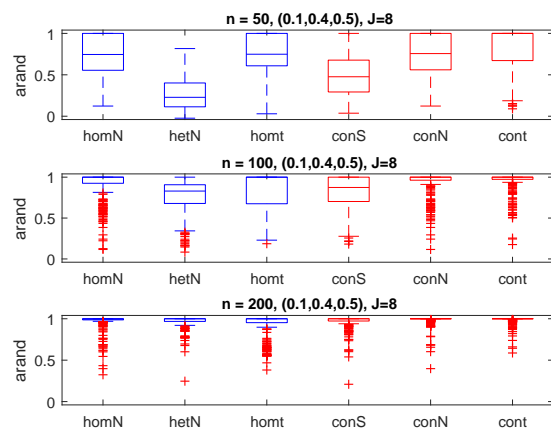 n = 50, (0.1,0.4,0.5), J=8
1
0.5
0
arand
homN hetN homt conS conN cont
n = 100, (0.1,0.4,0.5), J=8
1
0.5
0
arand
homN hetN homt conS conN cont
n = 200, (0.1,0.4,0.5), J=8
1
0.5
0
arand
homN hetN homt conS conN cont